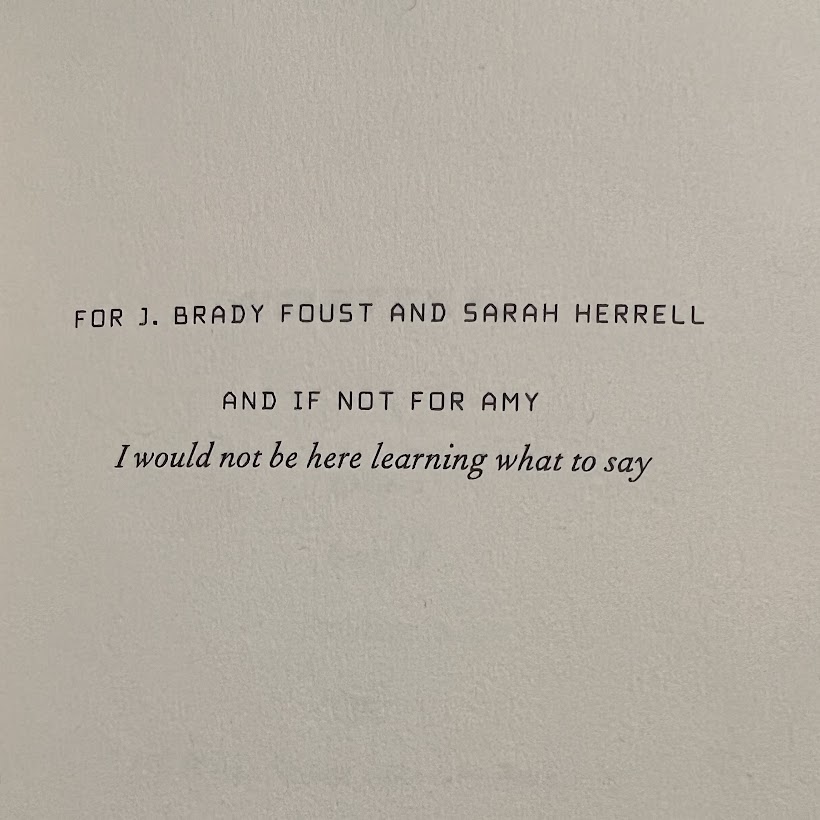 FOR J. BRADY FOUST AND SARAH HERRELL
AND IF NOT FOR AMY
I would not be here learning what to say